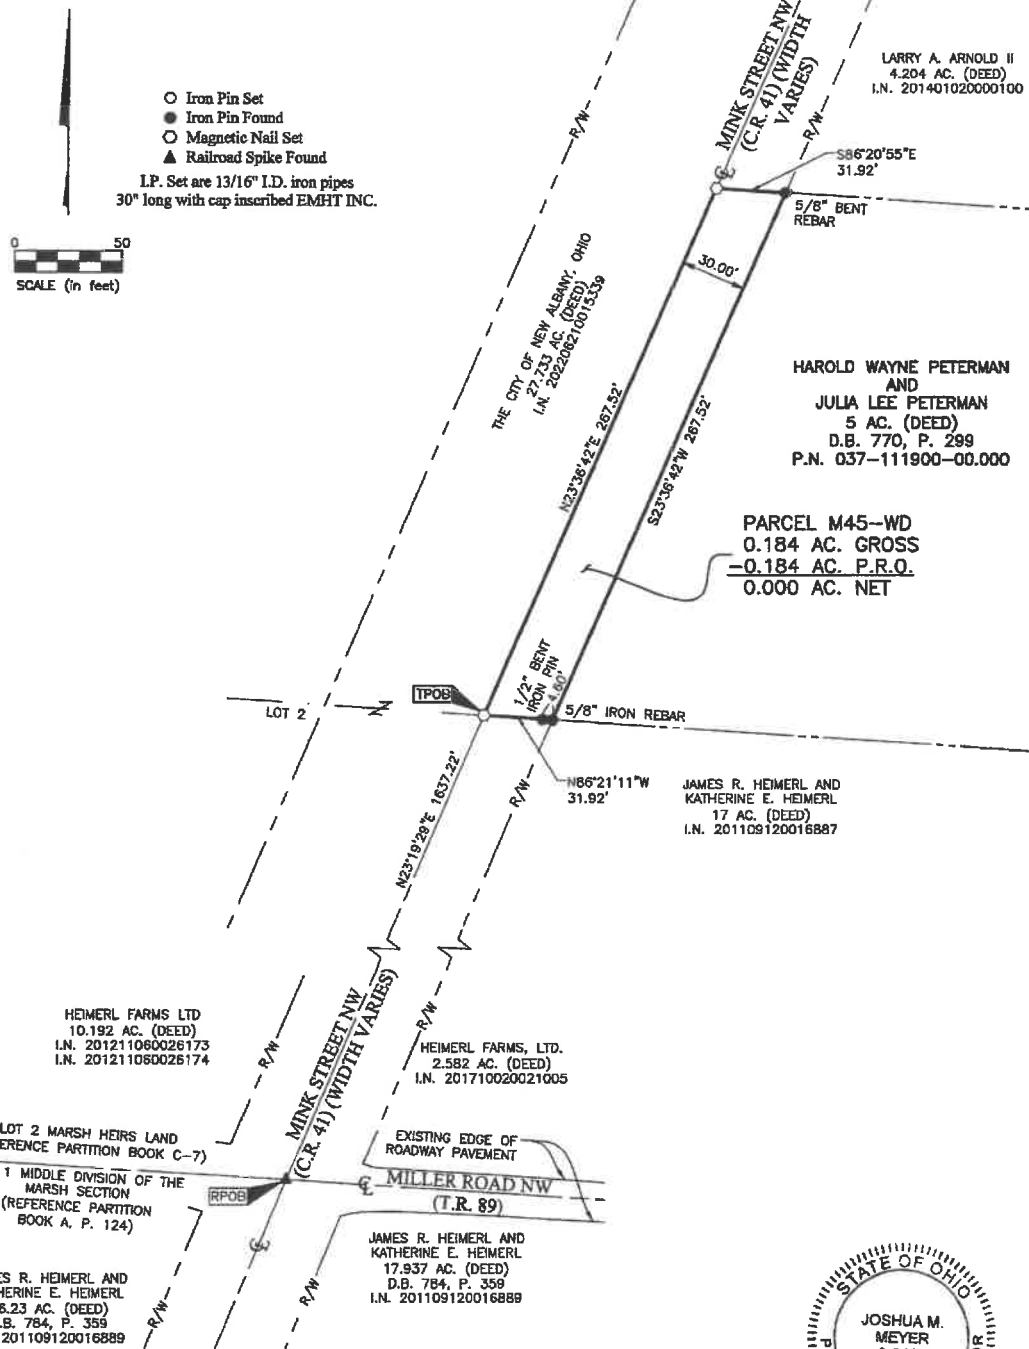 Iron Pin Set
Iron Pin Found
Magnetic Nail Set
Railroad Spike Found
I.P. Set are 13/16" I.D. iron pipes
30" long with cap inscribed EMHT INC.
0 50
SCALE (in feet)
R/W
MINK STREET NW
(C.R. 41) (WIDTH
VARIES)
R/W
LARRY A. ARNOLD II
4.204 AC. (DEED)
I.N. 201401020000100
S86°20'55"E
31.92'
5/8" BENT
REBAR
30.00'
THE CITY OF NEW ALBANY, OHIO
27.733 AC. (DEED)
I.N. 202206210015339
N23°36'42"E 267.52'
S23°36'42"W 267.52'
HAROLD WAYNE PETERMAN
AND
JULIA LEE PETERMAN
5 AC. (DEED)
D.B. 770, P. 299
P.N. 037-111900-00.000
PARCEL M45-WD
0.184 AC. GROSS
-0.184 AC. P.R.O.
0.000 AC. NET
TPOB
1/2" BENT
IRON PIN
4.60'
5/8" IRON REBAR
LOT 2
N86°21'11"W
31.92'
R/W
N23°19'29"E 1637.22'
JAMES R. HEIMERL AND
KATHERINE E. HEIMERL
17 AC. (DEED)
I.N. 201109120016887
HEIMERL FARMS LTD
10.192 AC. (DEED)
I.N. 201211060026173
I.N. 201211060026174
R/W
MINK STREET NW
(C.R. 41) (WIDTH VARIES)
R/W
HEIMERL FARMS, LTD.
2.582 AC. (DEED)
I.N. 201710020021005
LOT 2 MARSH HEIRS LAND
ERENCE PARTITION BOOK C-7)
1 MIDDLE DIVISION OF THE
MARSH SECTION
(REFERENCE PARTITION
BOOK A, P. 124)
RPOB
EXISTING EDGE OF
ROADWAY PAVEMENT
MILLER ROAD NW
(T.R. 89)
JAMES R. HEIMERL AND
KATHERINE E. HEIMERL
17.937 AC. (DEED)
D.B. 784, P. 359
I.N. 201109120016889
ES R. HEIMERL AND
HERINE E. HEIMERL
6.23 AC. (DEED)
.B. 784, P. 359
201109120016889
R/W
R/W
STATE OF OHIO
JOSHUA M.
MEYER